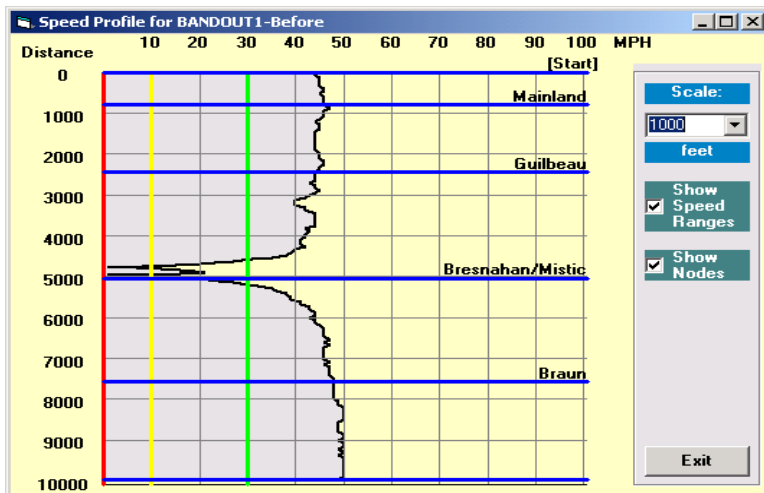 Speed Profile for BANDOUT1-Before
Distance 10 20 30 40 50 60 70 80 90 100 MPH
[Start]
0
Mainland
1000
2000
Guilbeau
3000
4000
Bresnahan/Mistic
5000
6000
7000
Braun
8000
9000
10000
Scale:
1000
feet
Show
Speed
Ranges
Show
Nodes
Exit